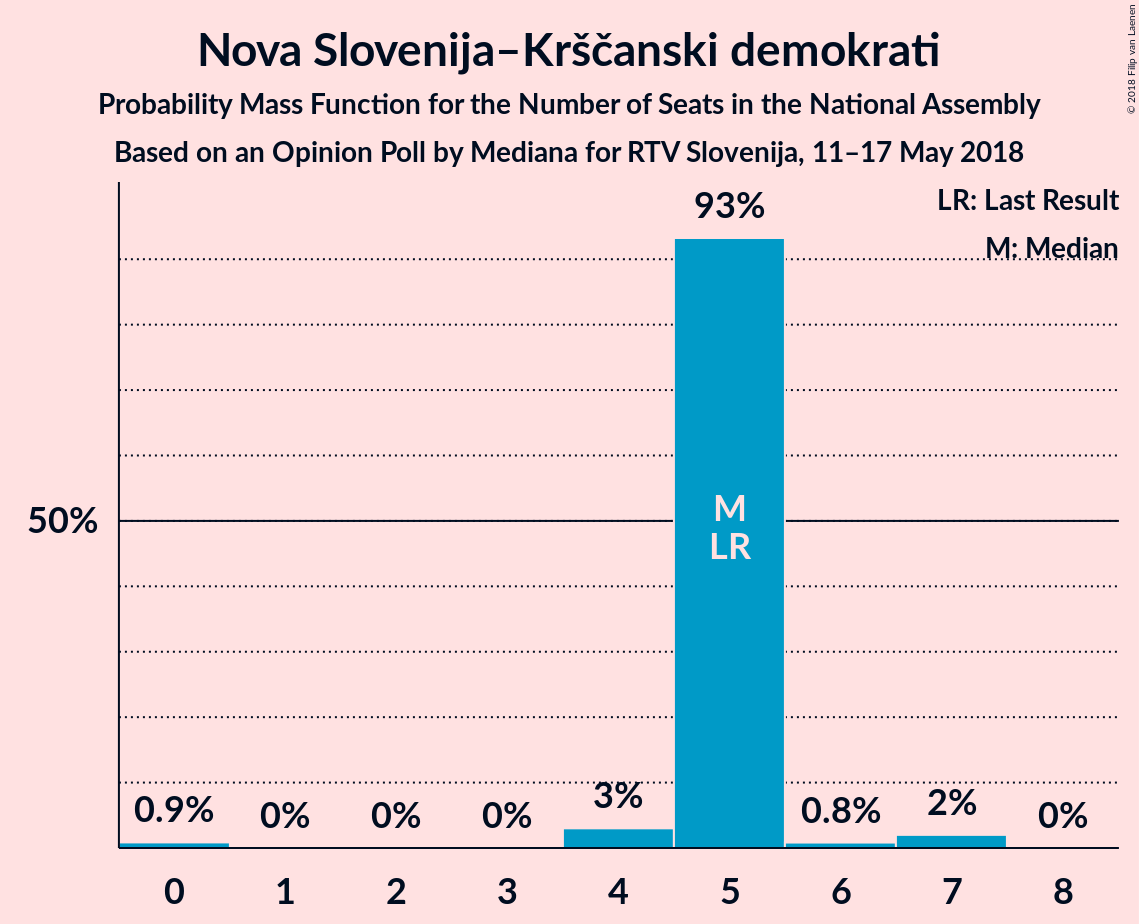 Nova Slovenija–Krščanski demokrati
Probability Mass Function for the Number of Seats in the National Assembly
Based on an Opinion Poll by Mediana for RTV Slovenija, 11–17 May 2018
© 2018 Filip van Laenen
LR: Last Result
M: Median
93%
50%
M
LR
0.9%
0%
0%
0%
3%
0.8%
2%
0%
0 1 2 3 4 5 6 7 8